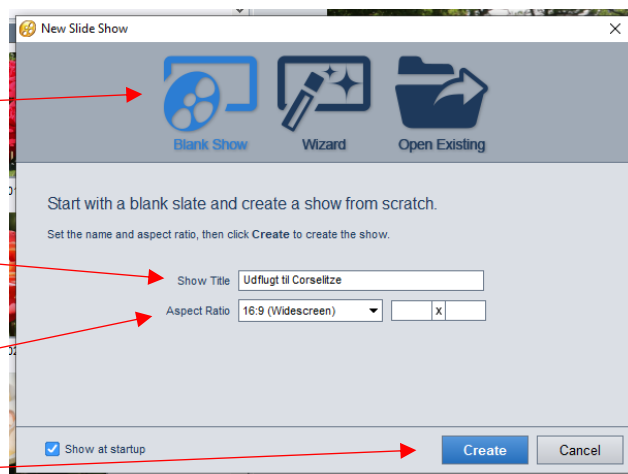 New Slide Show
Blank Show Wizard Open Existing
Start with a blank slate and create a show from scratch.
Set the name and aspect ratio, then click Create to create the show.
Show Title Udflugt til Corselitze
Aspect Ratio 16:9 (Widescreen) x
Show at startup Create Cancel